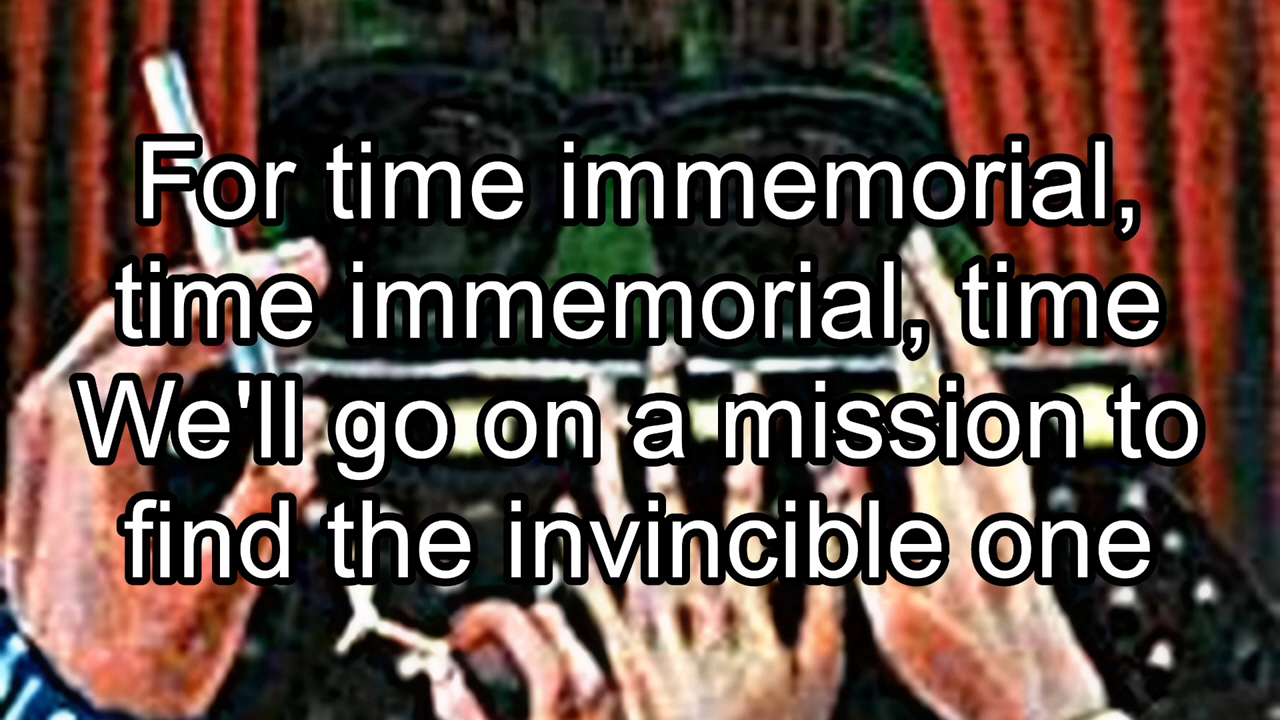 For time immemorial,
time immemorial, time
We'll go on a mission to
find the invincible one